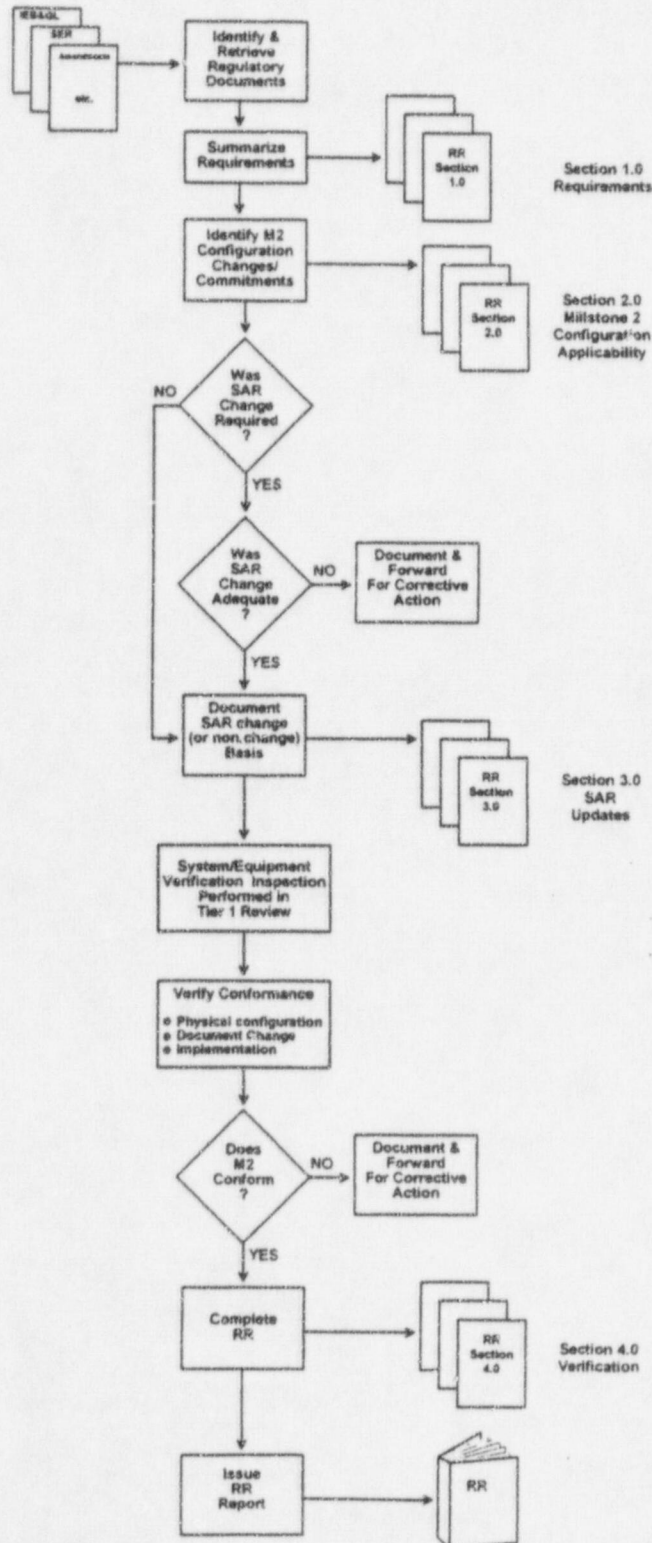 IEB&GL
SER
Amendments
etc.
Identify &
Retrieve
Regulatory
Documents
Summarize
Requirements
RR
Section
1.0
Section 1.0
Requirements
Identify M2
Configuration
Changes/
Commitments
RR
Section
2.0
Section 2.0
Millstone 2
Configuration
Applicability
Was
SAR
Change
Required
?
NO
YES
Was
SAR
Change
Adequate
?
NO
Document &
Forward
For Corrective
Action
YES
Document
SAR change
(or non.change)
Basis
RR
Section
3.0
Section 3.0
SAR
Updates
System/Equipment
Verification Inspection
Performed in
Tier 1 Review
Verify Conformance
Physical configuration
Document Change
Implementation
Does
M2
Conform
?
NO
Document &
Forward
For Corrective
Action
YES
Complete
RR
RR
Section
4.0
Section 4.0
Verification
Issue
RR
Report
RR